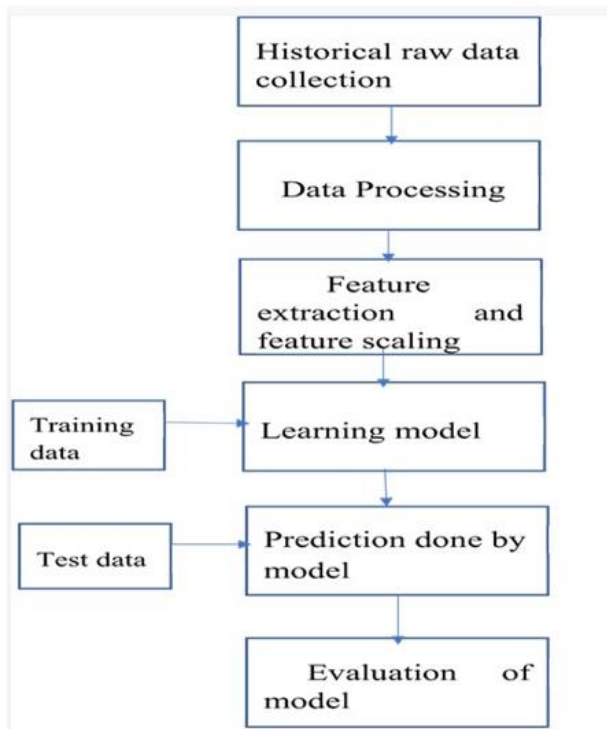 Historical raw data
collection
Data Processing
Feature
extraction and
feature scaling
Training
data
Learning model
Test data
Prediction done by
model
Evaluation of
model